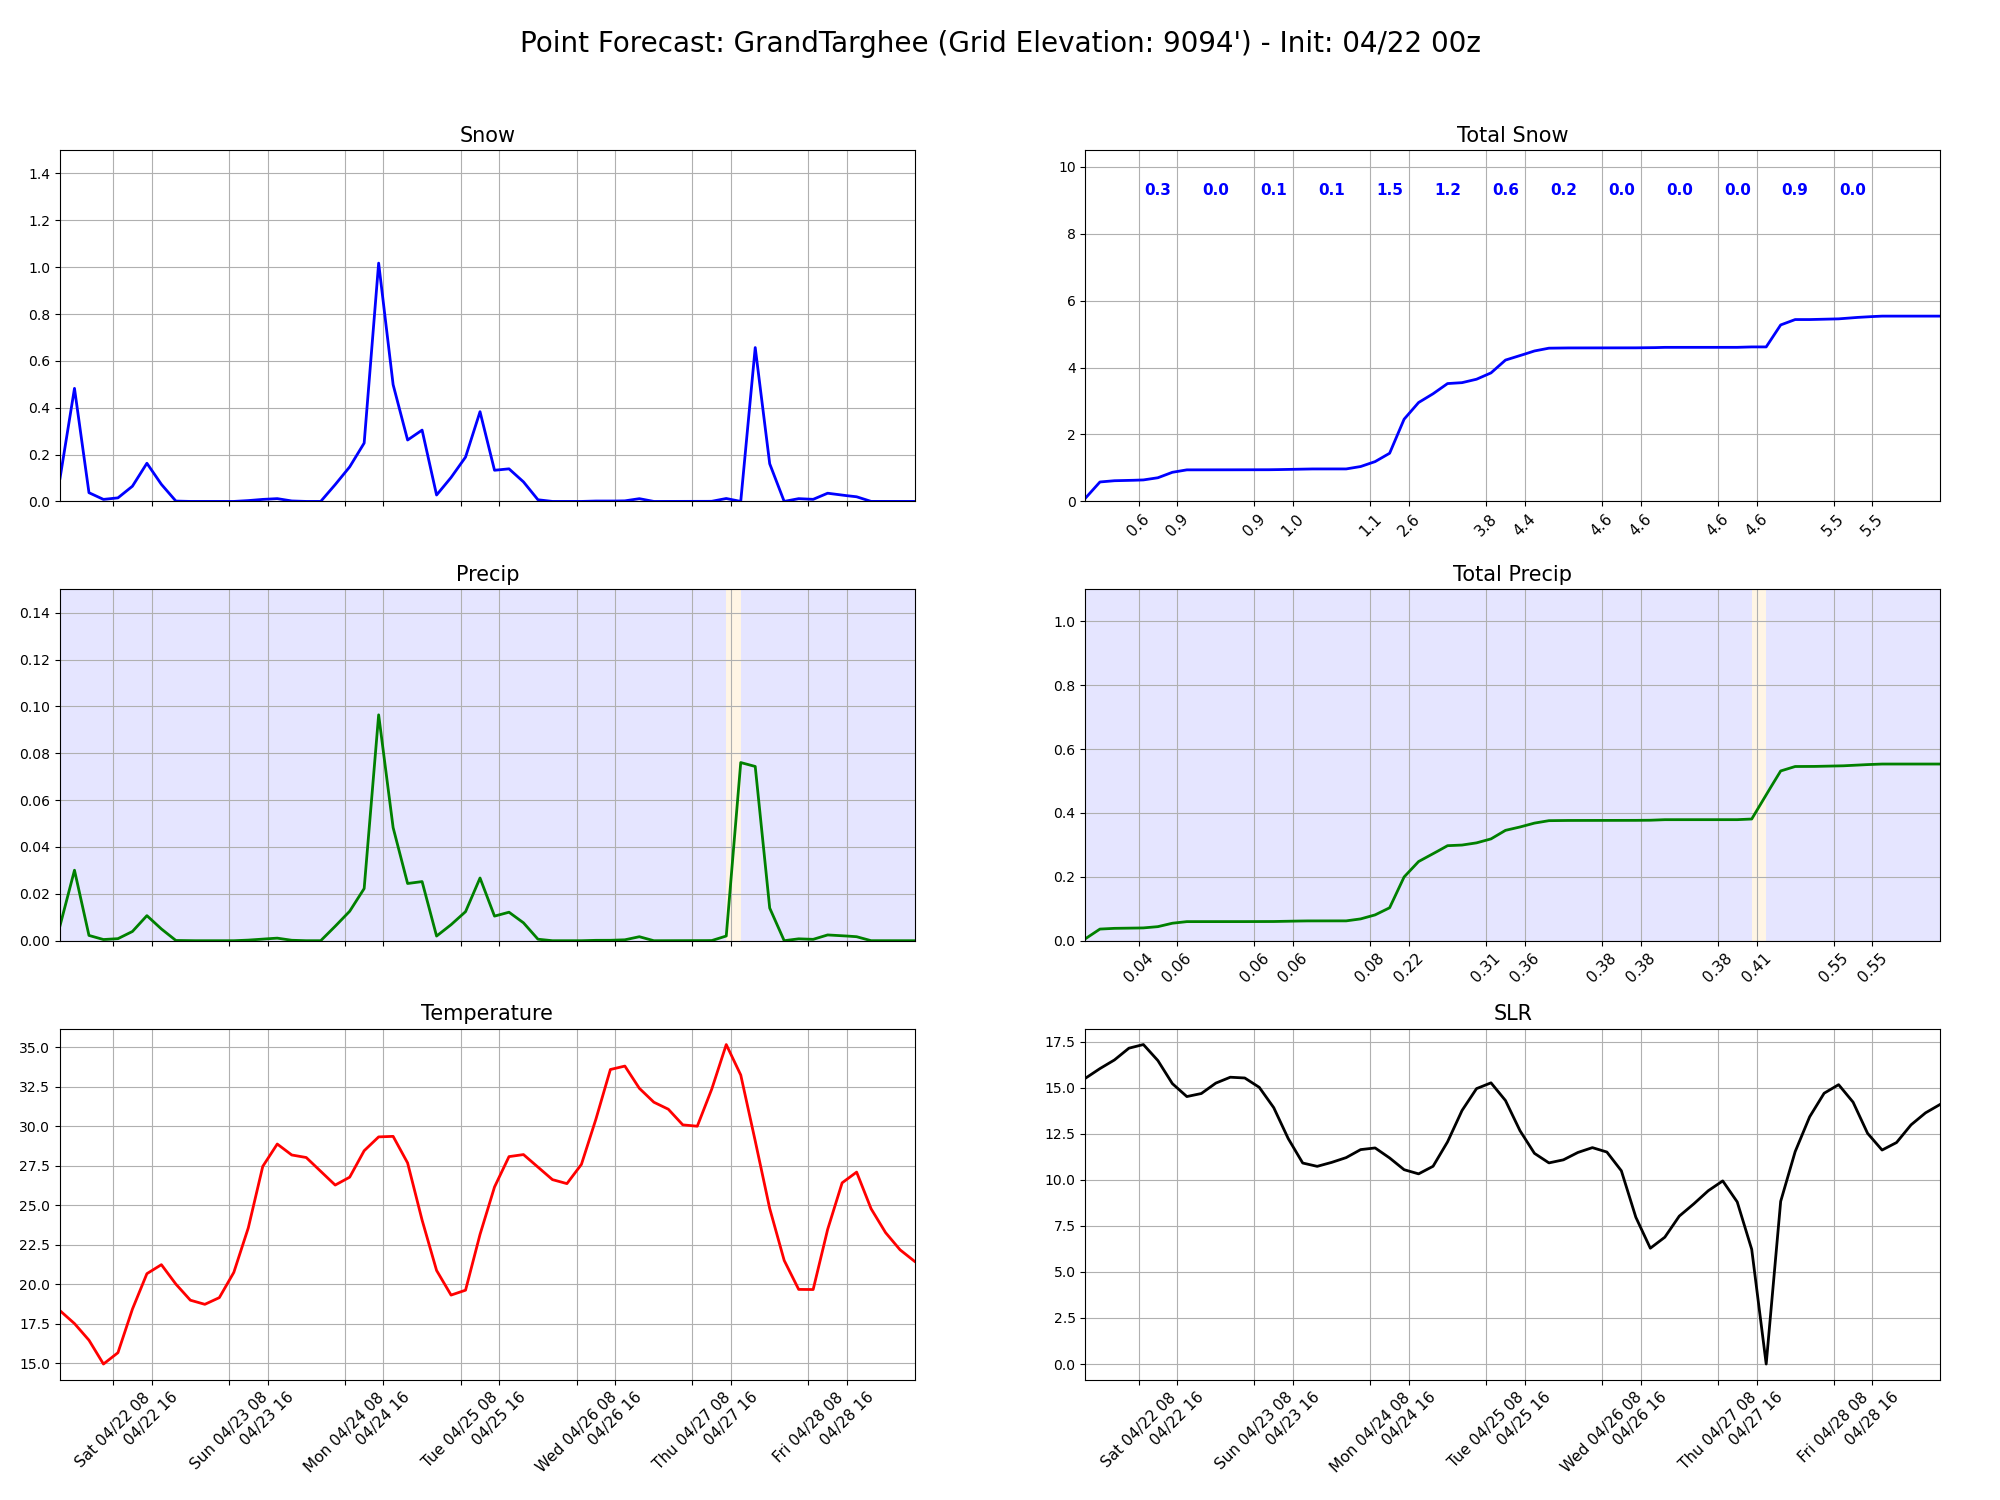 Point Forecast: GrandTarghee (Grid Elevation: 9094') - Init: 04/22 00z
Snow
1.4
1.2
1.0
0.8
0.6
0.4
0.2
0.0
Total Snow
10
8
6
4
2
0
0.3 0.0 0.1 0.1 1.5 1.2 0.6 0.2 0.0 0.0 0.0 0.9 0.0
0.6 0.9 0.9 1.0 1.1 2.6 3.8 4.4 4.6 4.6 4.6 4.6 5.5 5.5
Precip
0.14
0.12
0.10
0.08
0.06
0.04
0.02
0.00
Total Precip
1.0
0.8
0.6
0.4
0.2
0.0
0.04 0.06 0.06 0.06 0.08 0.22 0.31 0.36 0.38 0.38 0.38 0.41 0.55 0.55
Temperature
35.0
32.5
30.0
27.5
25.0
22.5
20.0
17.5
15.0
Sat 04/22 08
04/22 16
Sun 04/23 08
04/23 16
Mon 04/24 08
04/24 16
Tue 04/25 08
04/25 16
Wed 04/26 08
04/26 16
Thu 04/27 08
04/27 16
Fri 04/28 08
04/28 16
SLR
17.5
15.0
12.5
10.0
7.5
5.0
2.5
0.0
Sat 04/22 08
04/22 16
Sun 04/23 08
04/23 16
Mon 04/24 08
04/24 16
Tue 04/25 08
04/25 16
Wed 04/26 08
04/26 16
Thu 04/27 08
04/27 16
Fri 04/28 08
04/28 16